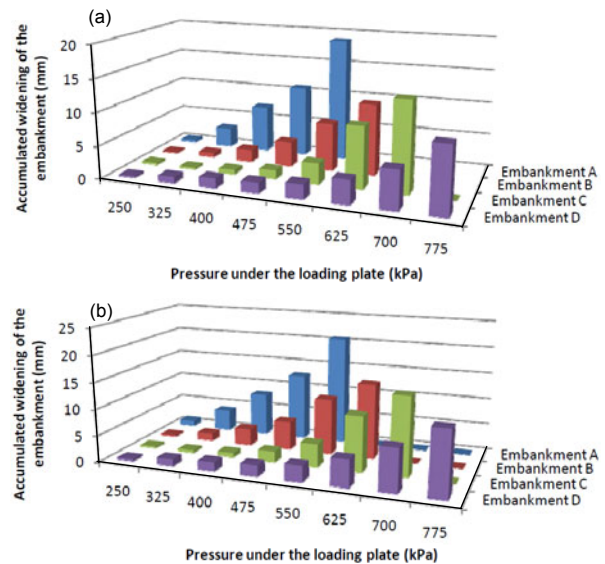 (a)
Accumulated widening of the
embankment (mm)
20
15
10
5
0
250 325 400 475 550 625 700 775
Embankment A
Embankment B
Embankment C
Embankment D
Pressure under the loading plate (kPa)
(b)
Accumulated widening of the
embankment (mm)
25
20
15
10
5
0
250 325 400 475 550 625 700 775
Embankment A
Embankment B
Embankment C
Embankment D
Pressure under the loading plate (kPa)